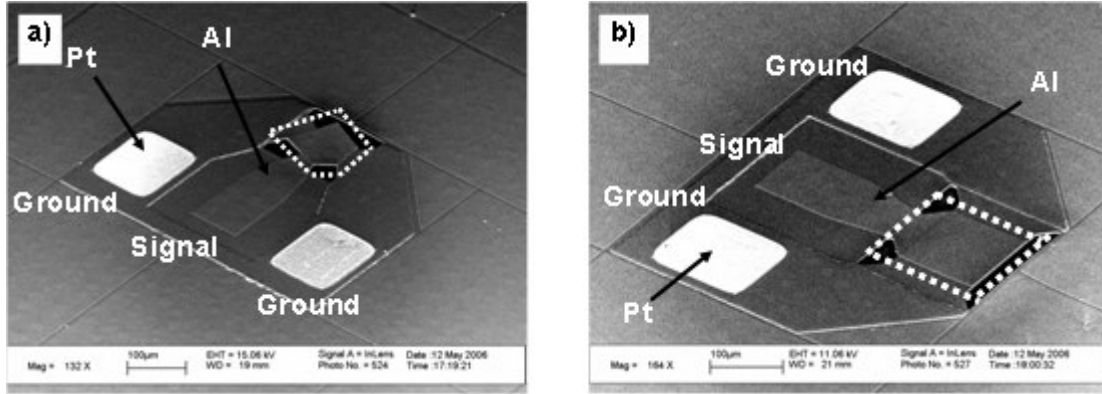 a)
Pt
Al
Ground
Signal
Ground
Mag = 132 X
100µm
EHT = 15.06 kV
WD = 19 mm
Signal A = InLens
Photo No. = 524
Date :12 May 2006
Time :17:19:21
b)
Ground
Al
Signal
Ground
Pt
Mag = 164 X
100µm
EHT = 11.06 kV
WD = 21 mm
Signal A = InLens
Photo No. = 527
Date :12 May 2006
Time :18:00:32